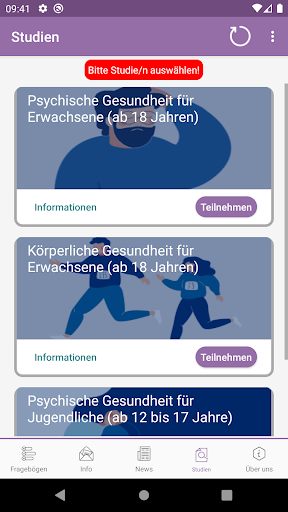 09:41
Studien
Bitte Studie/n auswählen!
Psychische Gesundheit für
Erwachsene (ab 18 Jahren)
Informationen
Teilnehmen
Körperliche Gesundheit für
Erwachsene (ab 18 Jahren)
Informationen
Teilnehmen
Psychische Gesundheit für
Jugendliche (ab 12 bis 17 Jahre)
Fragebögen
Info
News
Studien
Über uns